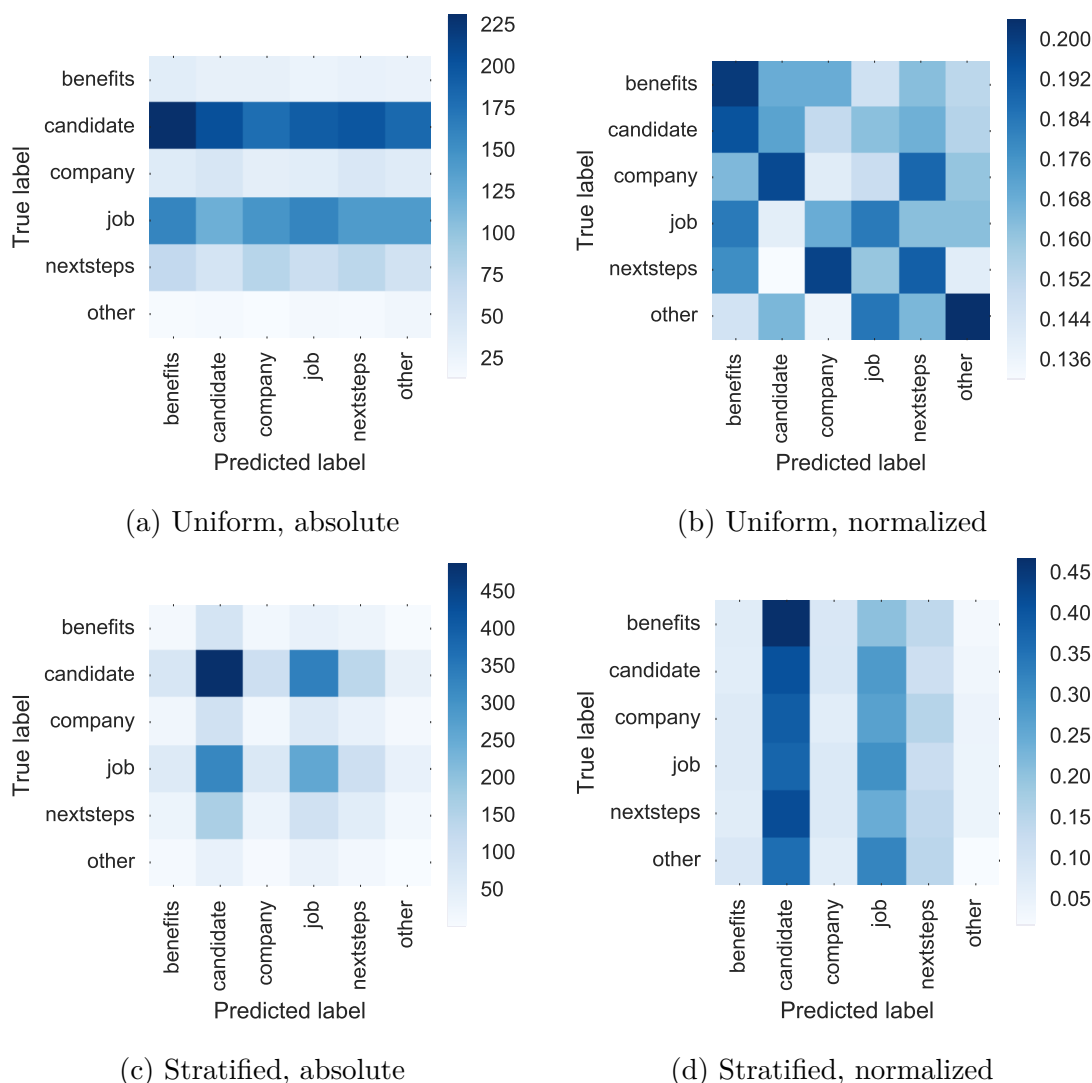 benefits
candidate
company
job
nextsteps
other
True label
benefits
candidate
company
job
nextsteps
other
Predicted label
225
200
175
150
125
100
75
50
25
(a) Uniform, absolute
benefits
candidate
company
job
nextsteps
other
True label
benefits
candidate
company
job
nextsteps
other
Predicted label
0.200
0.192
0.184
0.176
0.168
0.160
0.152
0.144
0.136
(b) Uniform, normalized
benefits
candidate
company
job
nextsteps
other
True label
benefits
candidate
company
job
nextsteps
other
Predicted label
450
400
350
300
250
200
150
100
50
(c) Stratified, absolute
benefits
candidate
company
job
nextsteps
other
True label
benefits
candidate
company
job
nextsteps
other
Predicted label
0.45
0.40
0.35
0.30
0.25
0.20
0.15
0.10
0.05
(d) Stratified, normalized